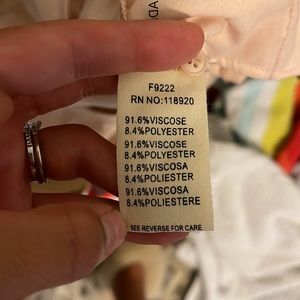 F9222
RN NO:118920
91.6%VISCOSE
8.4%POLYESTER
91.6%VISCOSE
8.4%POLYESTER
91.6%VISCOSA
8.4%POLIESTER
91.6%VISCOSA
8.4%POLIESTERE
SEE REVERSE FOR CARE